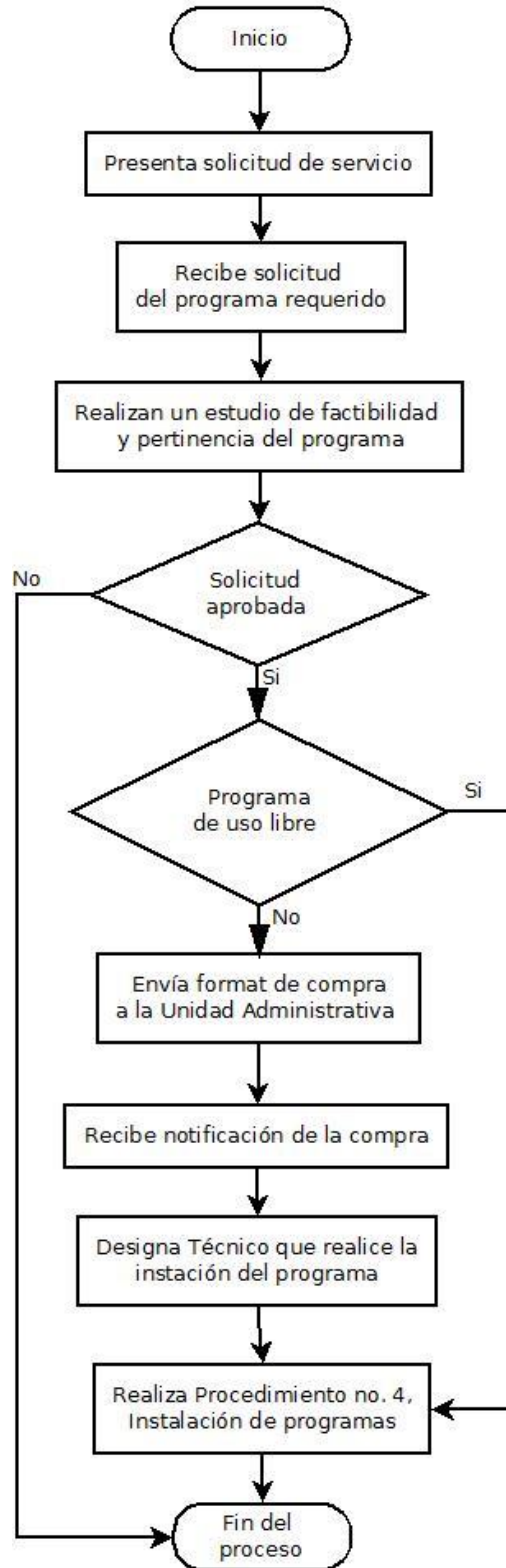 Inicio
Presenta solicitud de servicio
Recibe solicitud
del programa requerido
Realizan un estudio de factibilidad
y pertinencia del programa
No
Solicitud
aprobada
Si
Programa
de uso libre
Si
No
Envía format de compra
a la Unidad Administrativa
Recibe notificación de la compra
Designa Técnico que realice la
instación del programa
Realiza Procedimiento no. 4,
Instalación de programas
Fin del
proceso